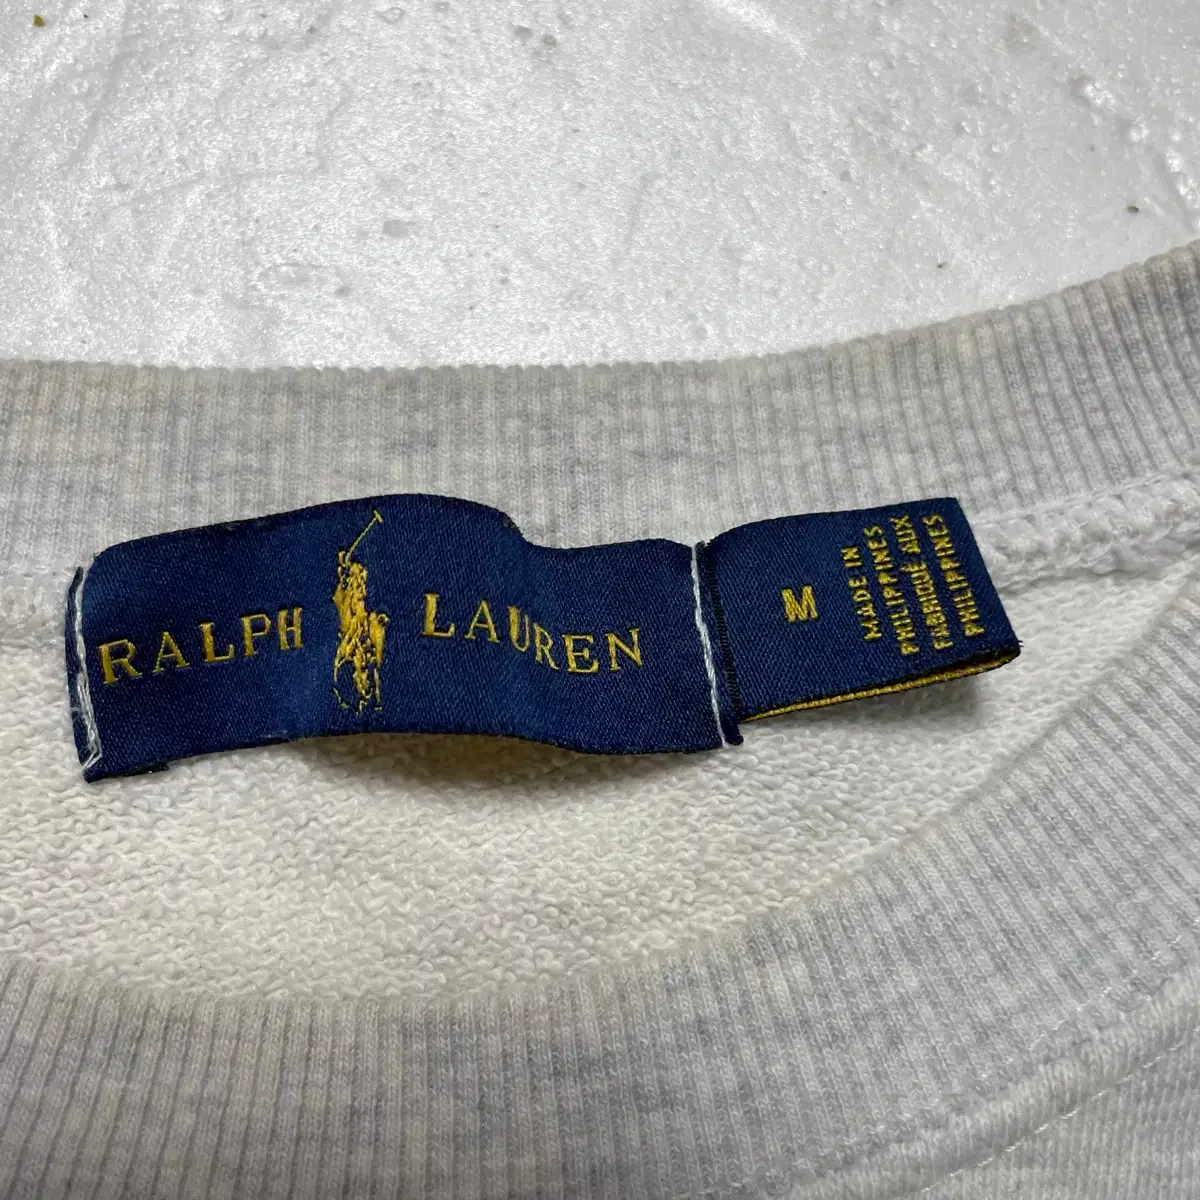 RALPH LAUREN
M
MADE IN
PHILIPPINES
FABRIQUÉ AUX
PHILIPPINES